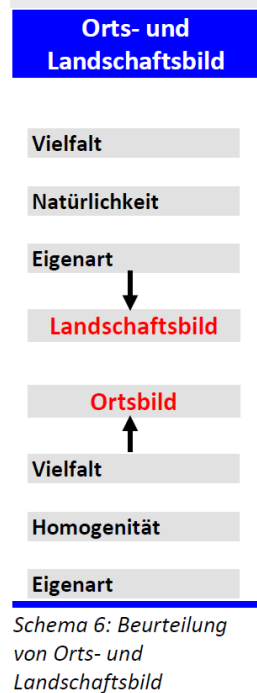 Orts- und
Landschaftsbild
Vielfalt
Natürlichkeit
Eigenart
Landschaftsbild
Ortsbild
Vielfalt
Homogenität
Eigenart
Schema 6: Beurteilung
von Orts- und
Landschaftsbild